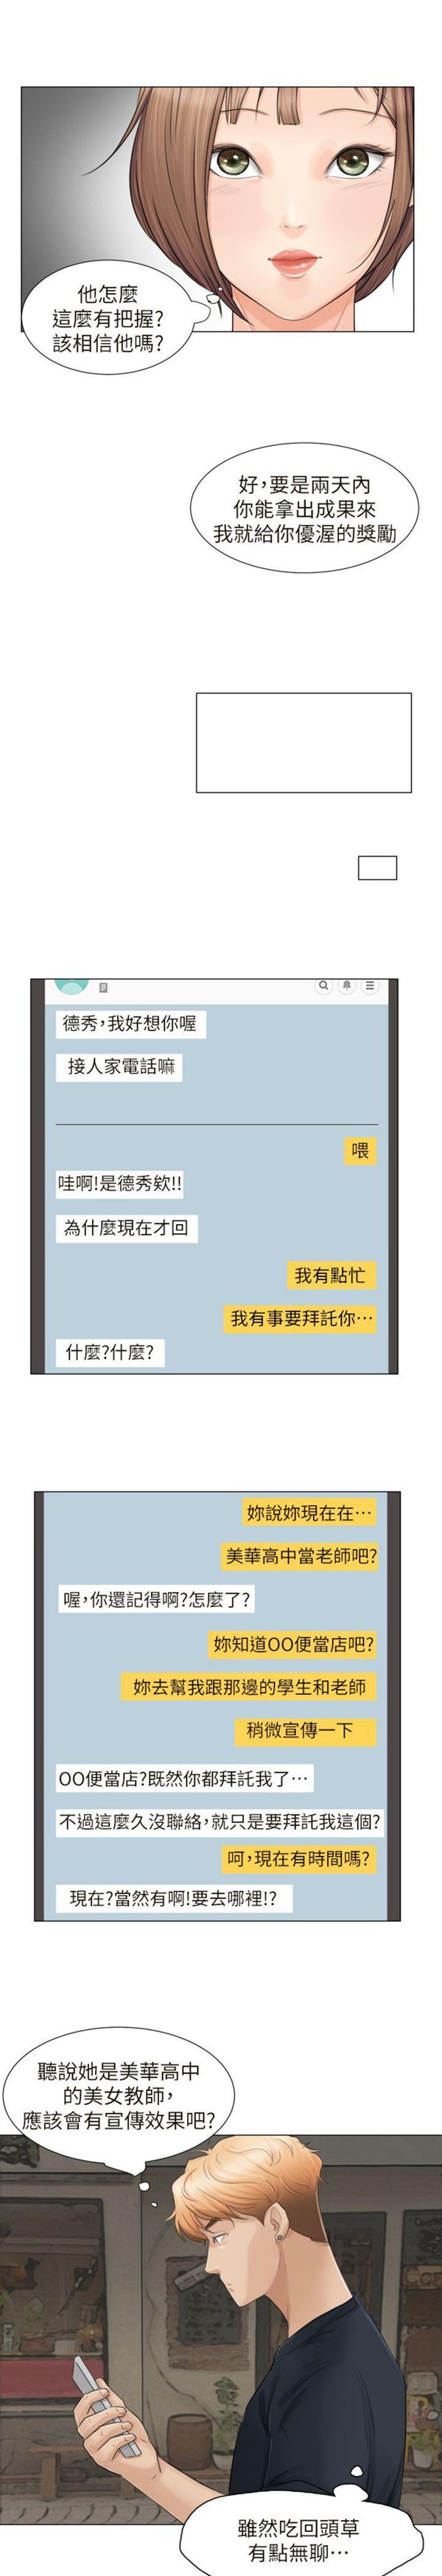 他怎麼
這麼有把握?
該相信他嗎?
好,要是兩天內
你能拿出成果來
我就給你優渥的獎勵
德秀,我好想你喔
接人家電話嘛
喂
哇啊!是德秀欸!!
為什麼現在才回
我有點忙
我有事要拜託你…
什麼?什麼?
妳說妳現在在…
美華高中當老師吧?
喔,你還記得啊?怎麼了?
妳知道OO便當店吧?
妳去幫我跟那邊的學生和老師
稍微宣傳一下
OO便當店?既然你都拜託我了…
不過這麼久沒聯絡,就只是要拜託我這個?
呵,現在有時間嗎?
現在?當然有啊!要去哪裡!?
聽說她是美華高中
的美女教師,
應該會有宣傳效果吧?
雖然吃回頭草
有點無聊…